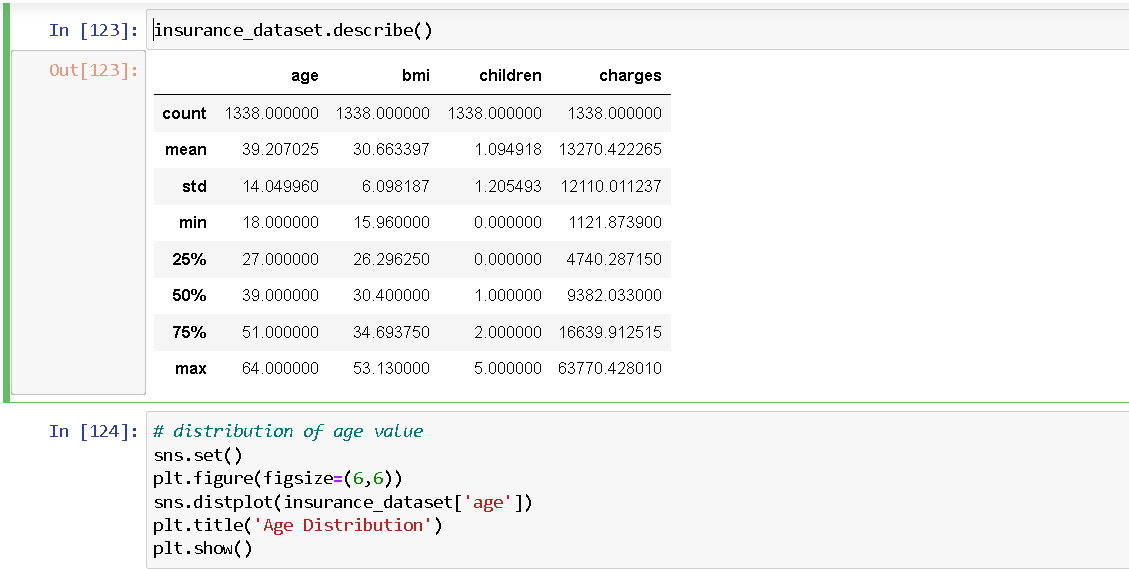 In [123]: insurance_dataset.describe()
Out[123]:
age bmi children charges
count 1338.000000 1338.000000 1338.000000 1338.000000
mean 39.207025 30.663397 1.094918 13270.422265
std 14.049960 6.098187 1.205493 12110.011237
min 18.000000 15.960000 0.000000 1121.873900
25% 27.000000 26.296250 0.000000 4740.287150
50% 39.000000 30.400000 1.000000 9382.033000
75% 51.000000 34.693750 2.000000 16639.912515
max 64.000000 53.130000 5.000000 63770.428010
In [124]: # distribution of age value
sns.set()
plt.figure(figsize=(6,6))
sns.distplot(insurance_dataset['age'])
plt.title('Age Distribution')
plt.show()